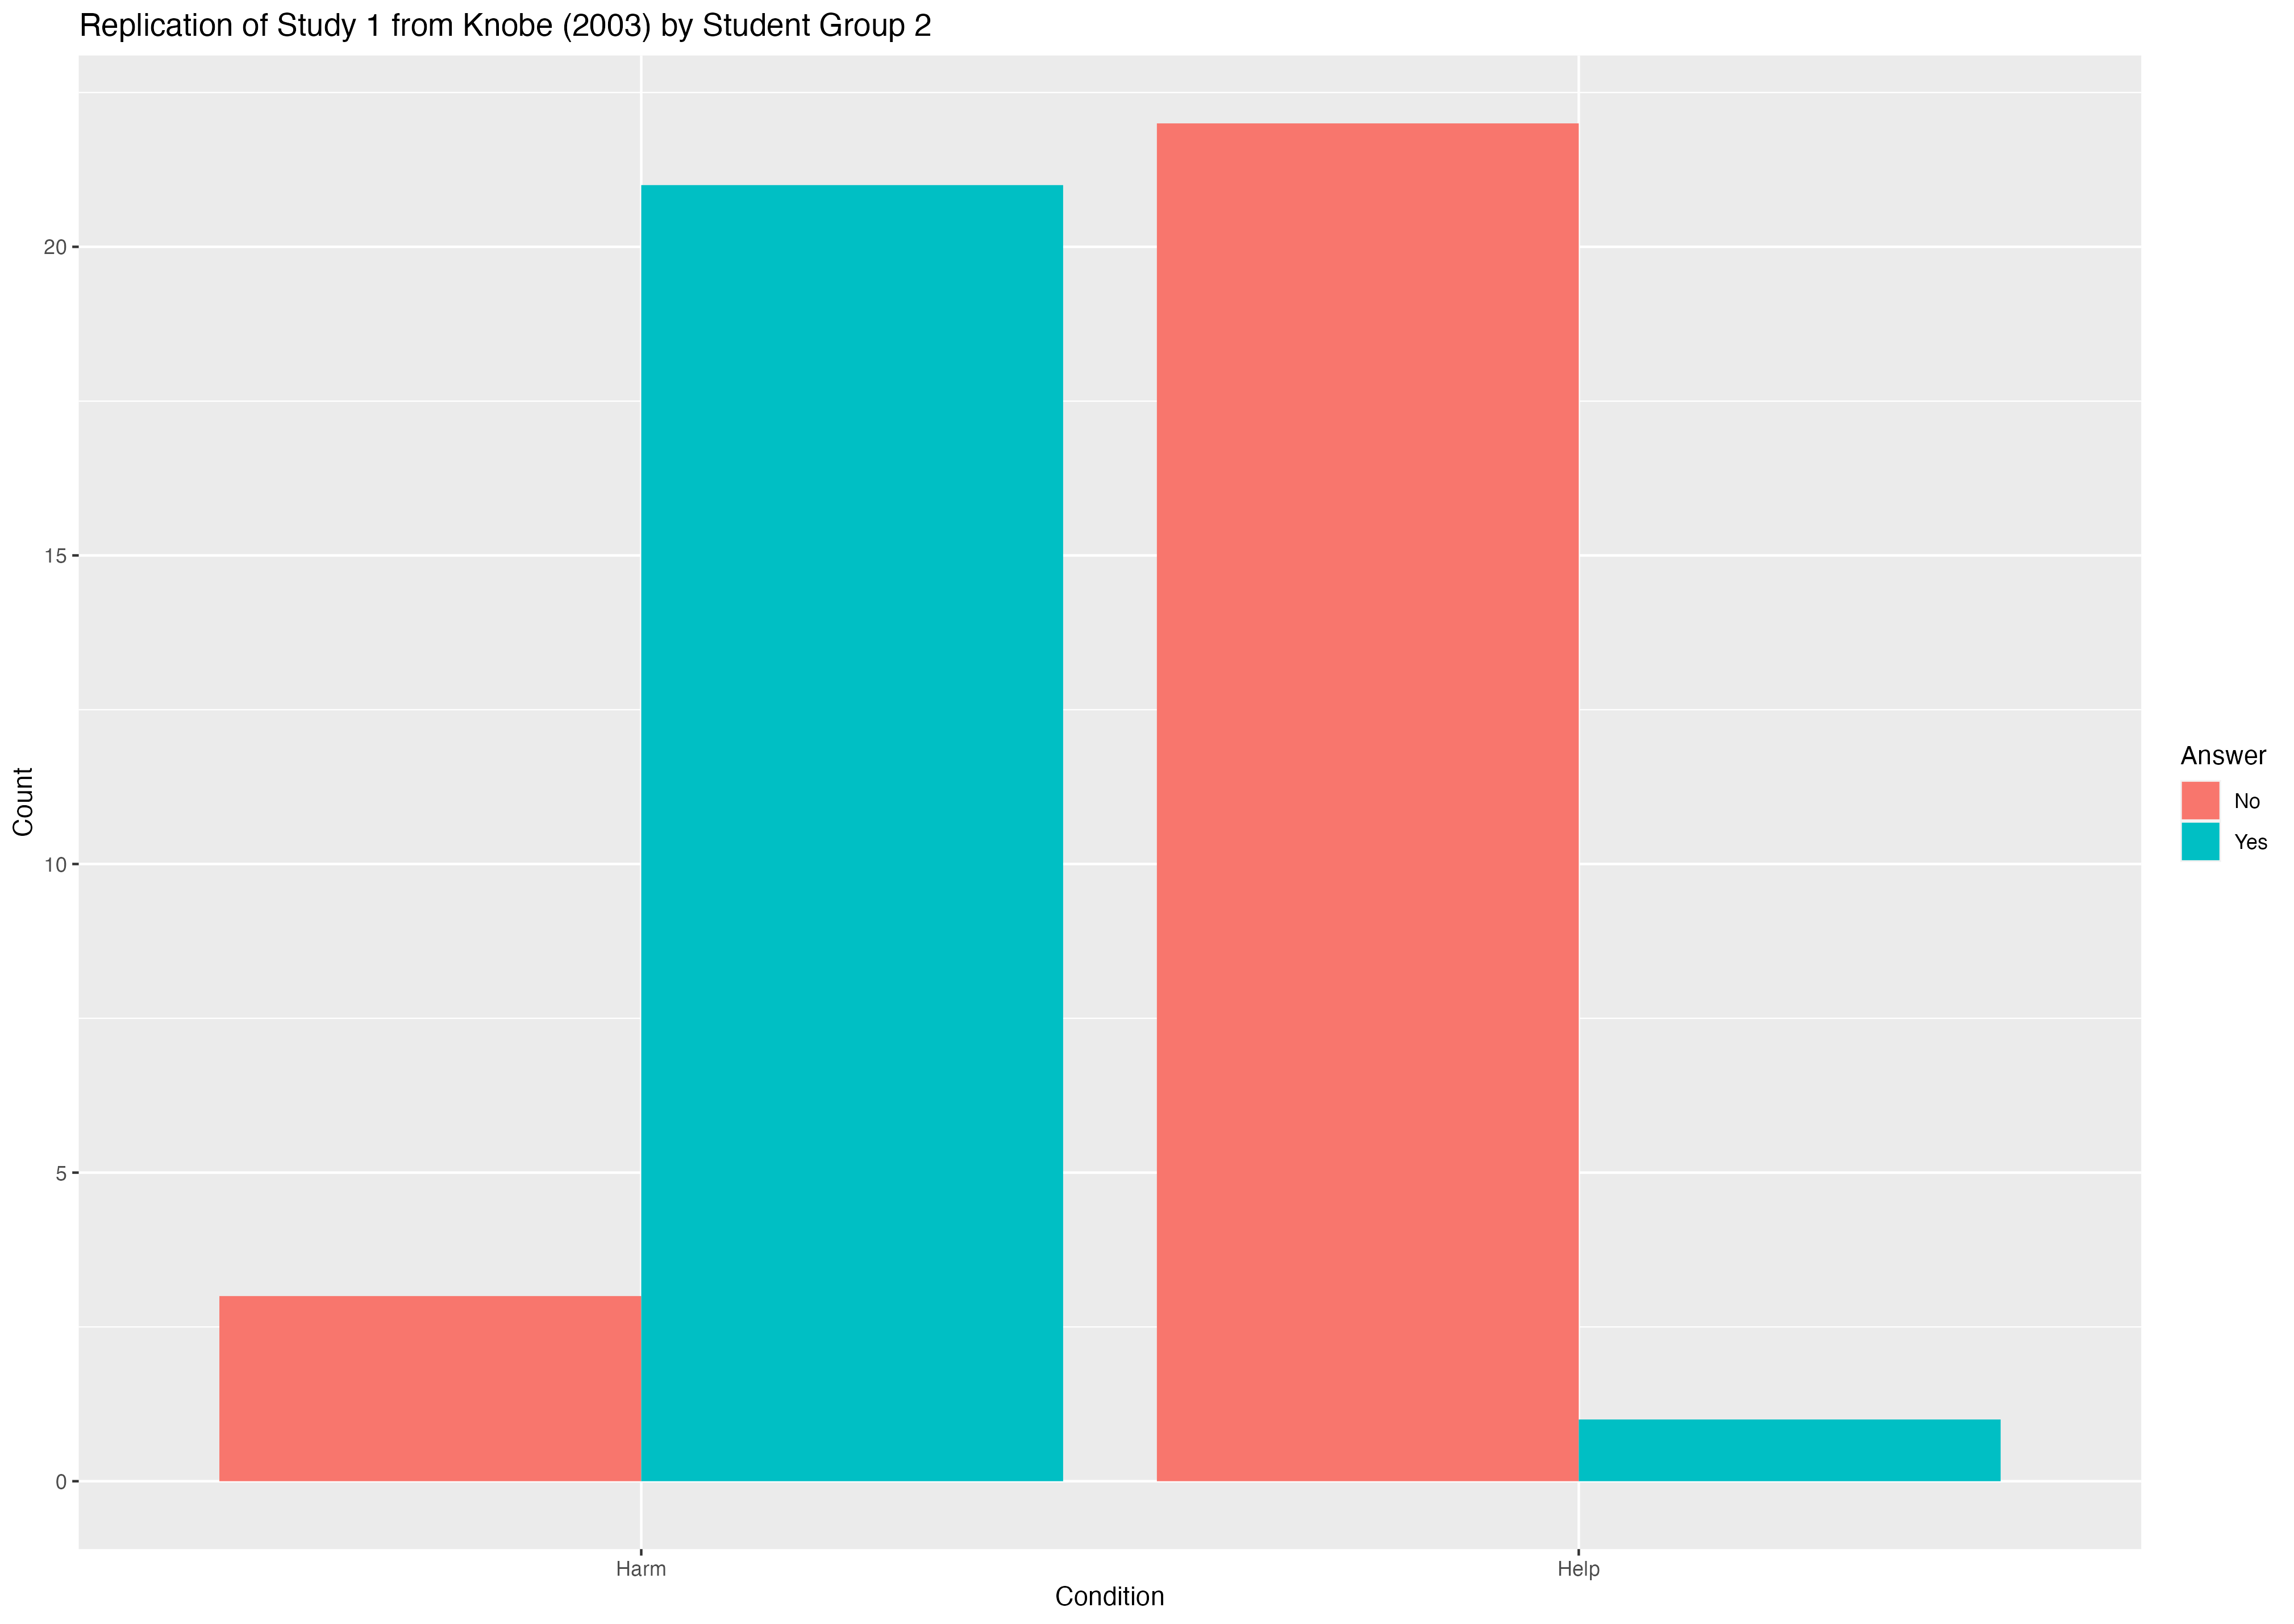 Replication of Study 1 from Knobe (2003) by Student Group 2
Count
20
15
10
5
0
Harm
Help
Condition
Answer
No
Yes